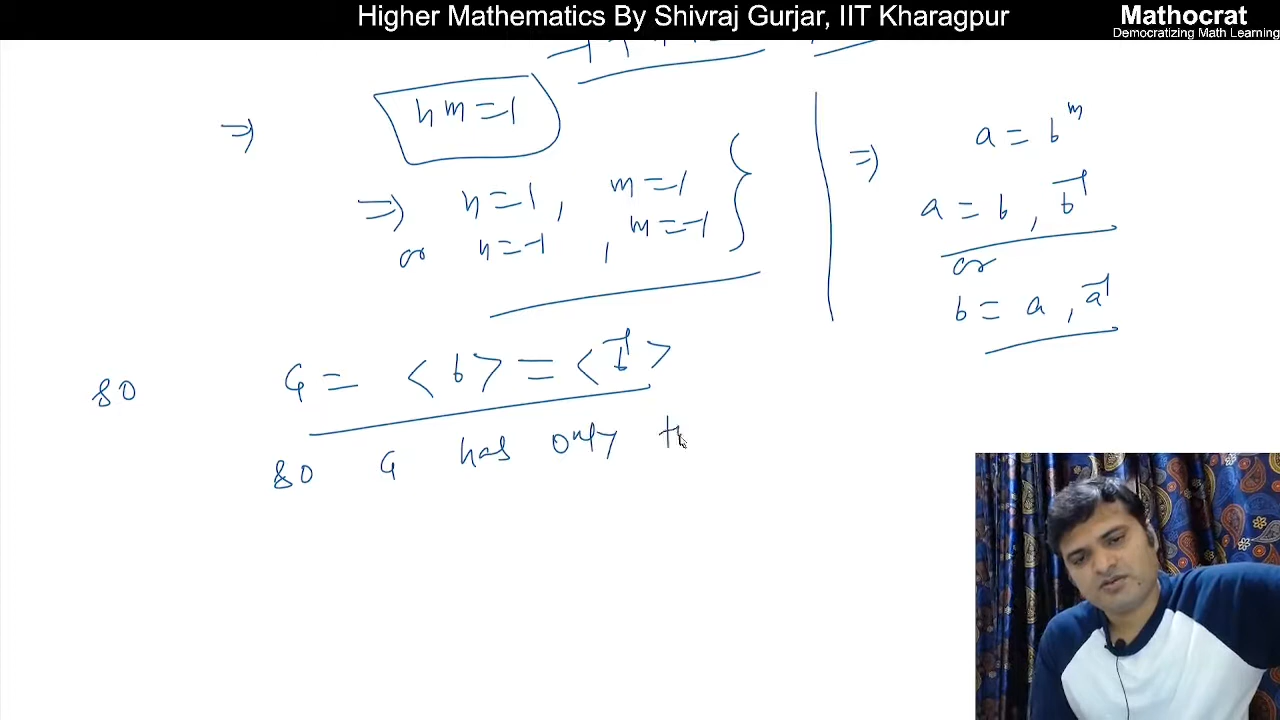 Higher Mathematics By Shivraj Gurjar, IIT Kharagpur
Mathocrat
Democratizing Math Learning
⇒ nm = 1
⇒ n = 1, m = 1
or n = -1, m = -1
⇒ a = b^m
a = b, b^-1
or
b = a, a^-1
so G = <b> = <b^-1>
so G has only